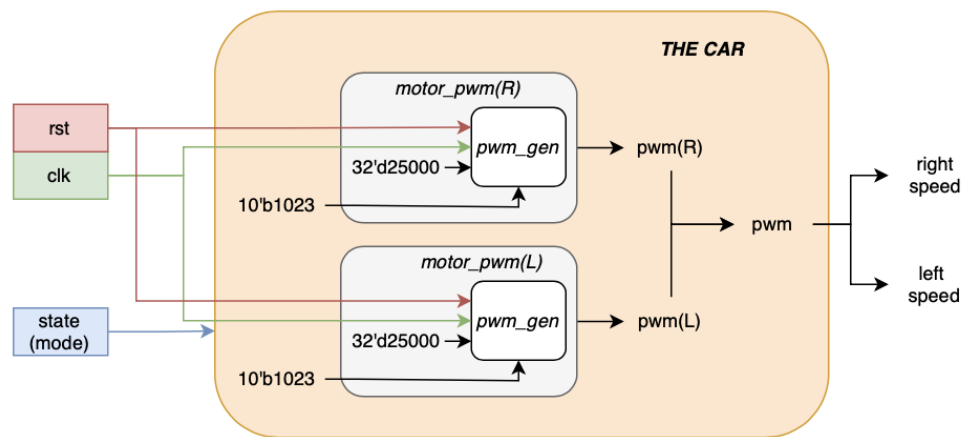 THE CAR
motor_pwm(R)
rst
pwm_gen
pwm(R)
32'd25000
clk
10'b1023
right
speed
pwm
motor_pwm(L)
left
speed
state
(mode)
pwm_gen
pwm(L)
32'd25000
10'b1023